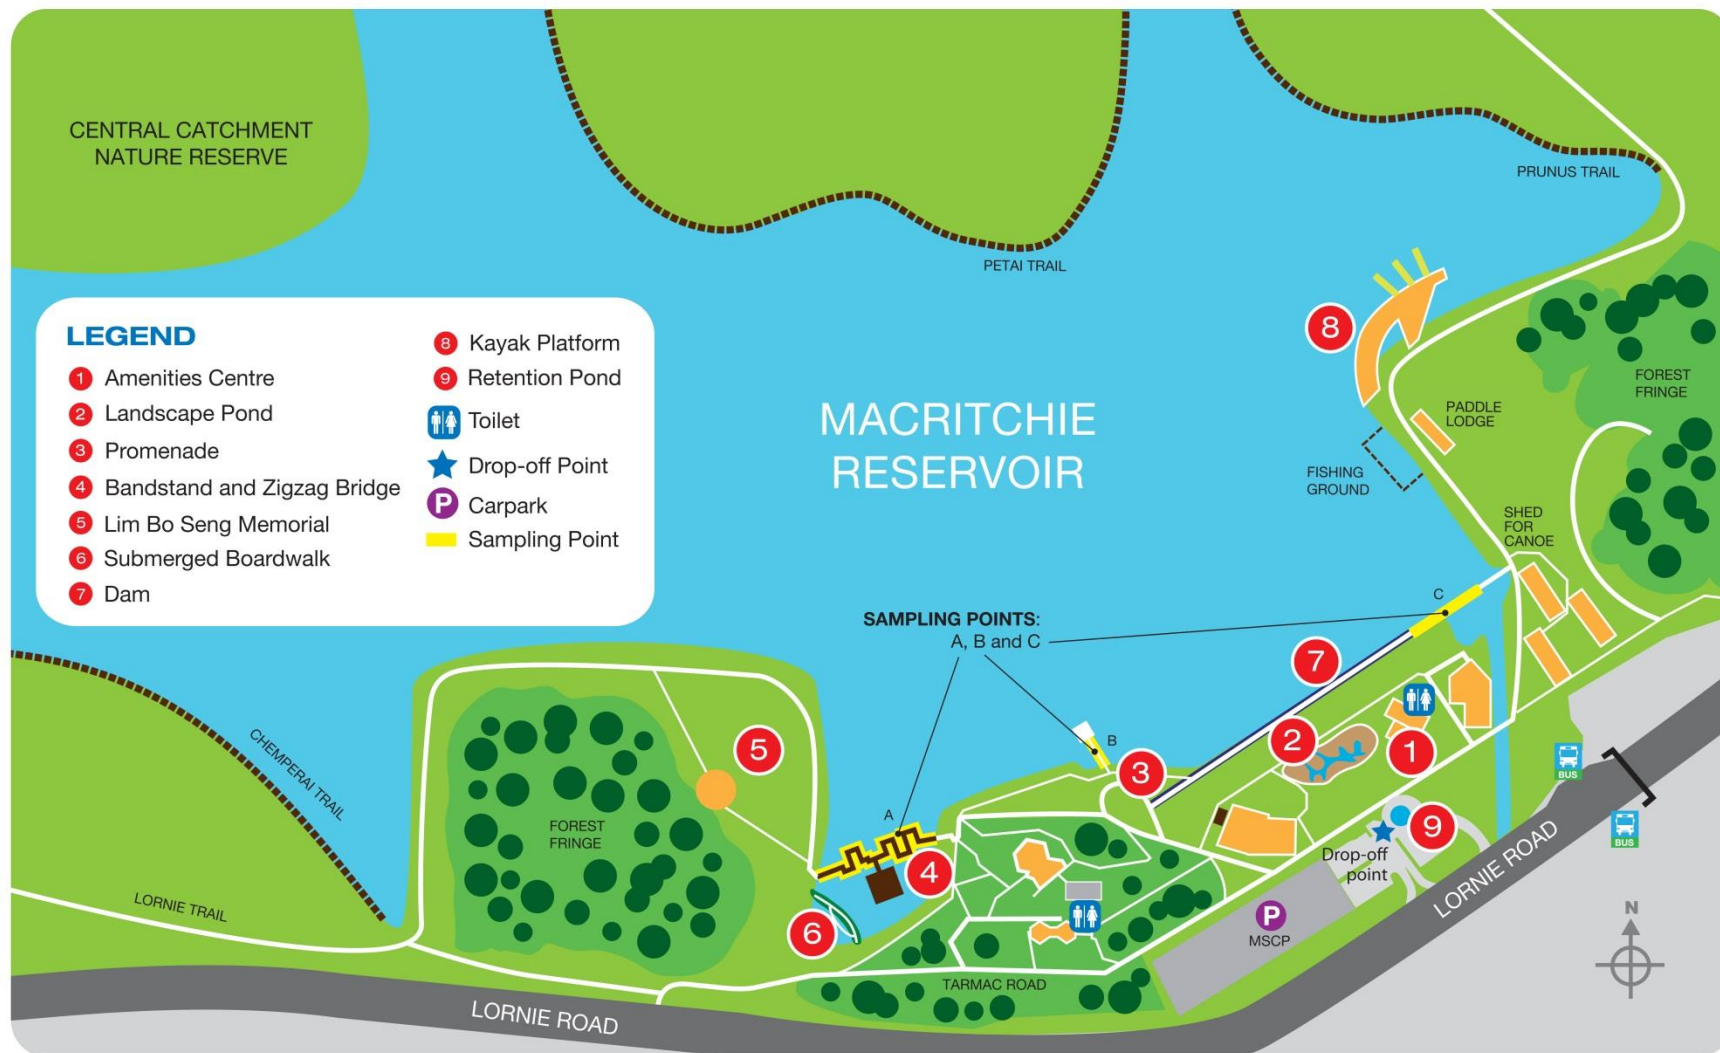 CENTRAL CATCHMENT
NATURE RESERVE
PRUNUS TRAIL
PETAI TRAIL
LEGEND
1 Amenities Centre
2 Landscape Pond
3 Promenade
4 Bandstand and Zigzag Bridge
5 Lim Bo Seng Memorial
6 Submerged Boardwalk
7 Dam
8 Kayak Platform
9 Retention Pond
Toilet
Drop-off Point
P Carpark
Sampling Point
MACRITCHIE
RESERVOIR
8
FOREST
FRINGE
PADDLE
LODGE
FISHING
GROUND
SHED
FOR
CANOE
C
SAMPLING POINTS:
A, B and C
7
CHEMPERAI TRAIL
5
B
3
2
1
BUS
BUS
A
4
FOREST
FRINGE
9
Drop-off
point
P
MSCP
LORNIE TRAIL
6
TARMAC ROAD
LORNIE ROAD
LORNIE ROAD
N